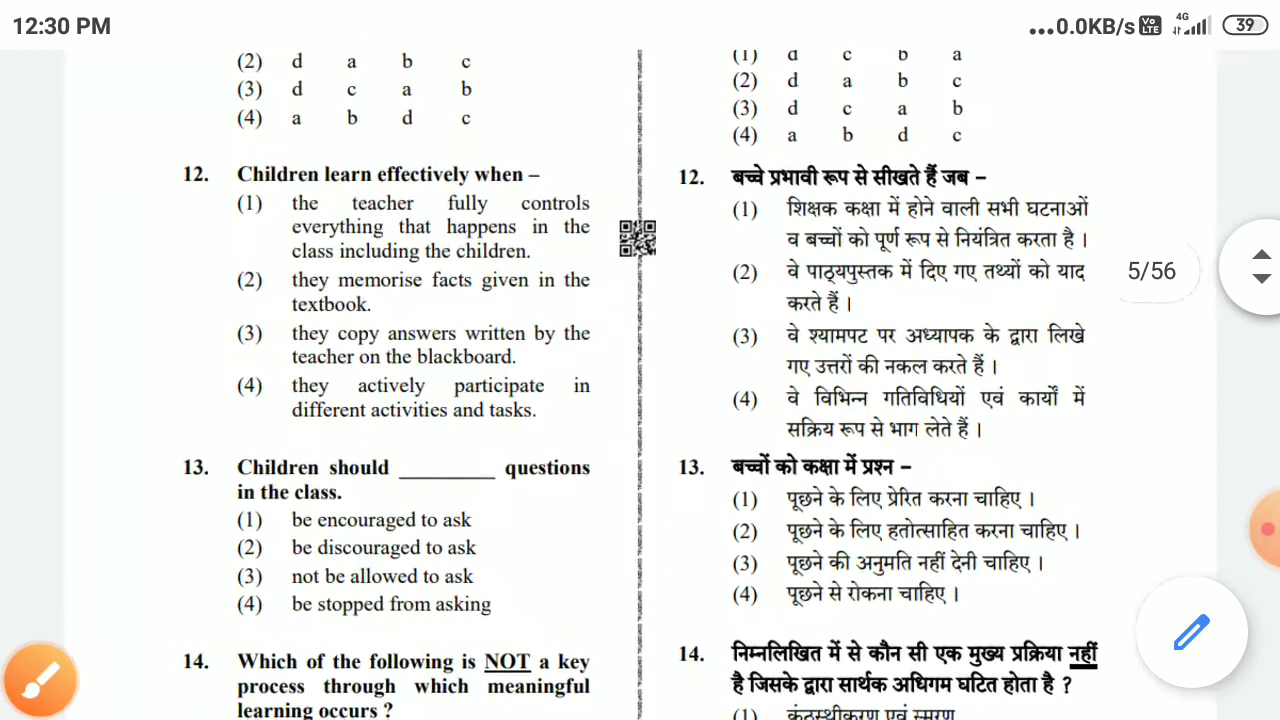 12:30 PM
...0.0KB/s Vo LTE 4G 39
(2) d a b c
(3) d c a b
(4) a b d c
12. Children learn effectively when –
(1) the teacher fully controls
everything that happens in the
class including the children.
(2) they memorise facts given in the
textbook.
(3) they copy answers written by the
teacher on the blackboard.
(4) they actively participate in
different activities and tasks.
13. Children should _________ questions
in the class.
(1) be encouraged to ask
(2) be discouraged to ask
(3) not be allowed to ask
(4) be stopped from asking
14. Which of the following is NOT a key
process through which meaningful
learning occurs ?
(1) d c b a
(2) d a b c
(3) d c a b
(4) a b d c
12. बच्चे प्रभावी रूप से सीखते हैं जब –
(1) शिक्षक कक्षा में होने वाली सभी घटनाओं
व बच्चों को पूर्ण रूप से नियंत्रित करता है ।
(2) वे पाठ्यपुस्तक में दिए गए तथ्यों को याद
करते हैं ।
(3) वे श्यामपट पर अध्यापक के द्वारा लिखे
गए उत्तरों की नकल करते हैं ।
(4) वे विभिन्न गतिविधियों एवं कार्यों में
सक्रिय रूप से भाग लेते हैं ।
13. बच्चों को कक्षा में प्रश्न –
(1) पूछने के लिए प्रेरित करना चाहिए ।
(2) पूछने के लिए हतोत्साहित करना चाहिए ।
(3) पूछने की अनुमति नहीं देनी चाहिए ।
(4) पूछने से रोकना चाहिए ।
14. निम्नलिखित में से कौन सी एक मुख्य प्रक्रिया नहीं
है जिसके द्वारा सार्थक अधिगम घटित होता है ?
(1) कंठस्थीकरण एवं स्मरण
5/56